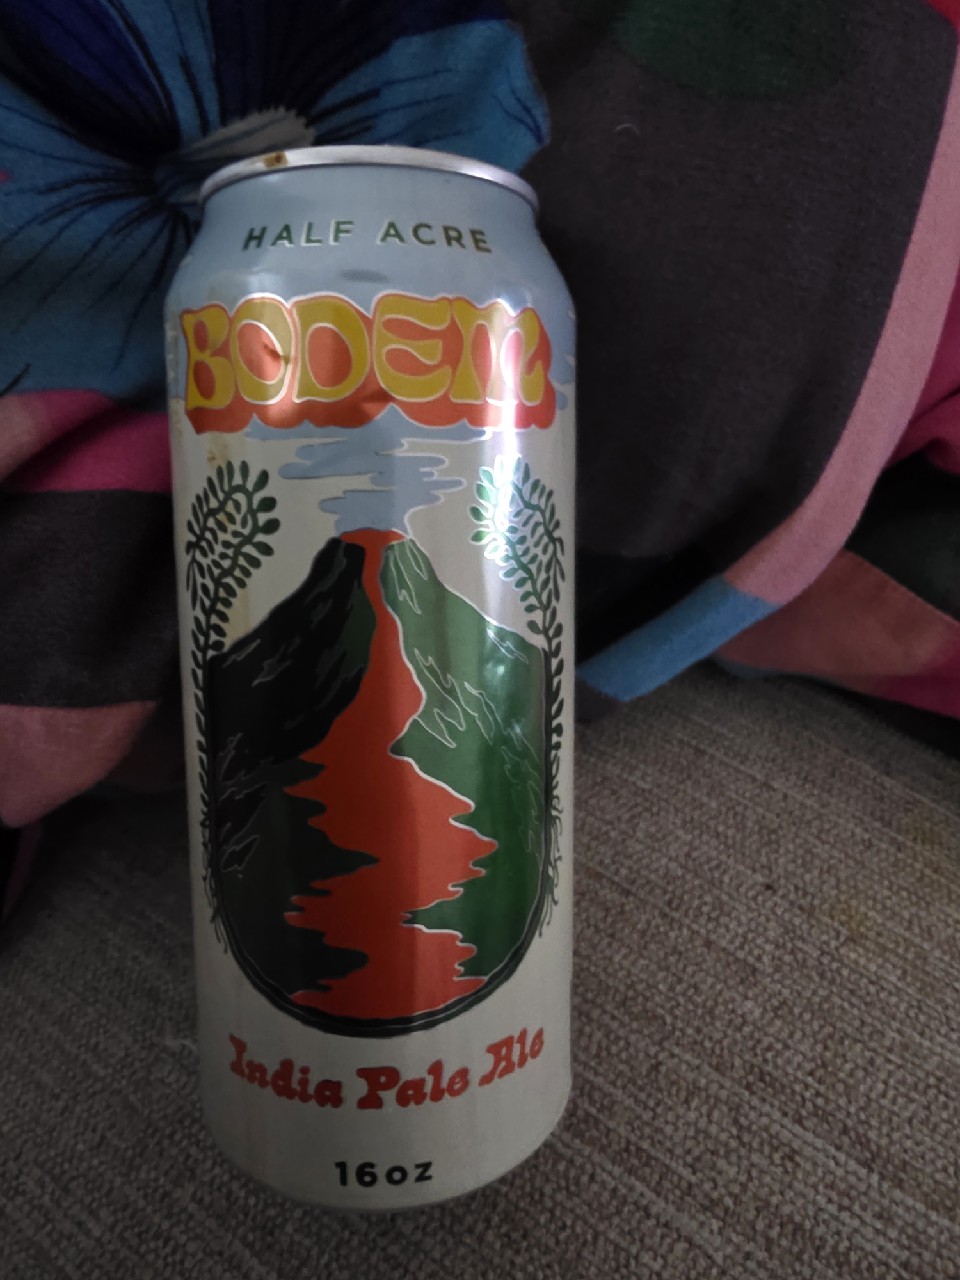 HALF ACRE
BODEM
India Pale Ale
16oz